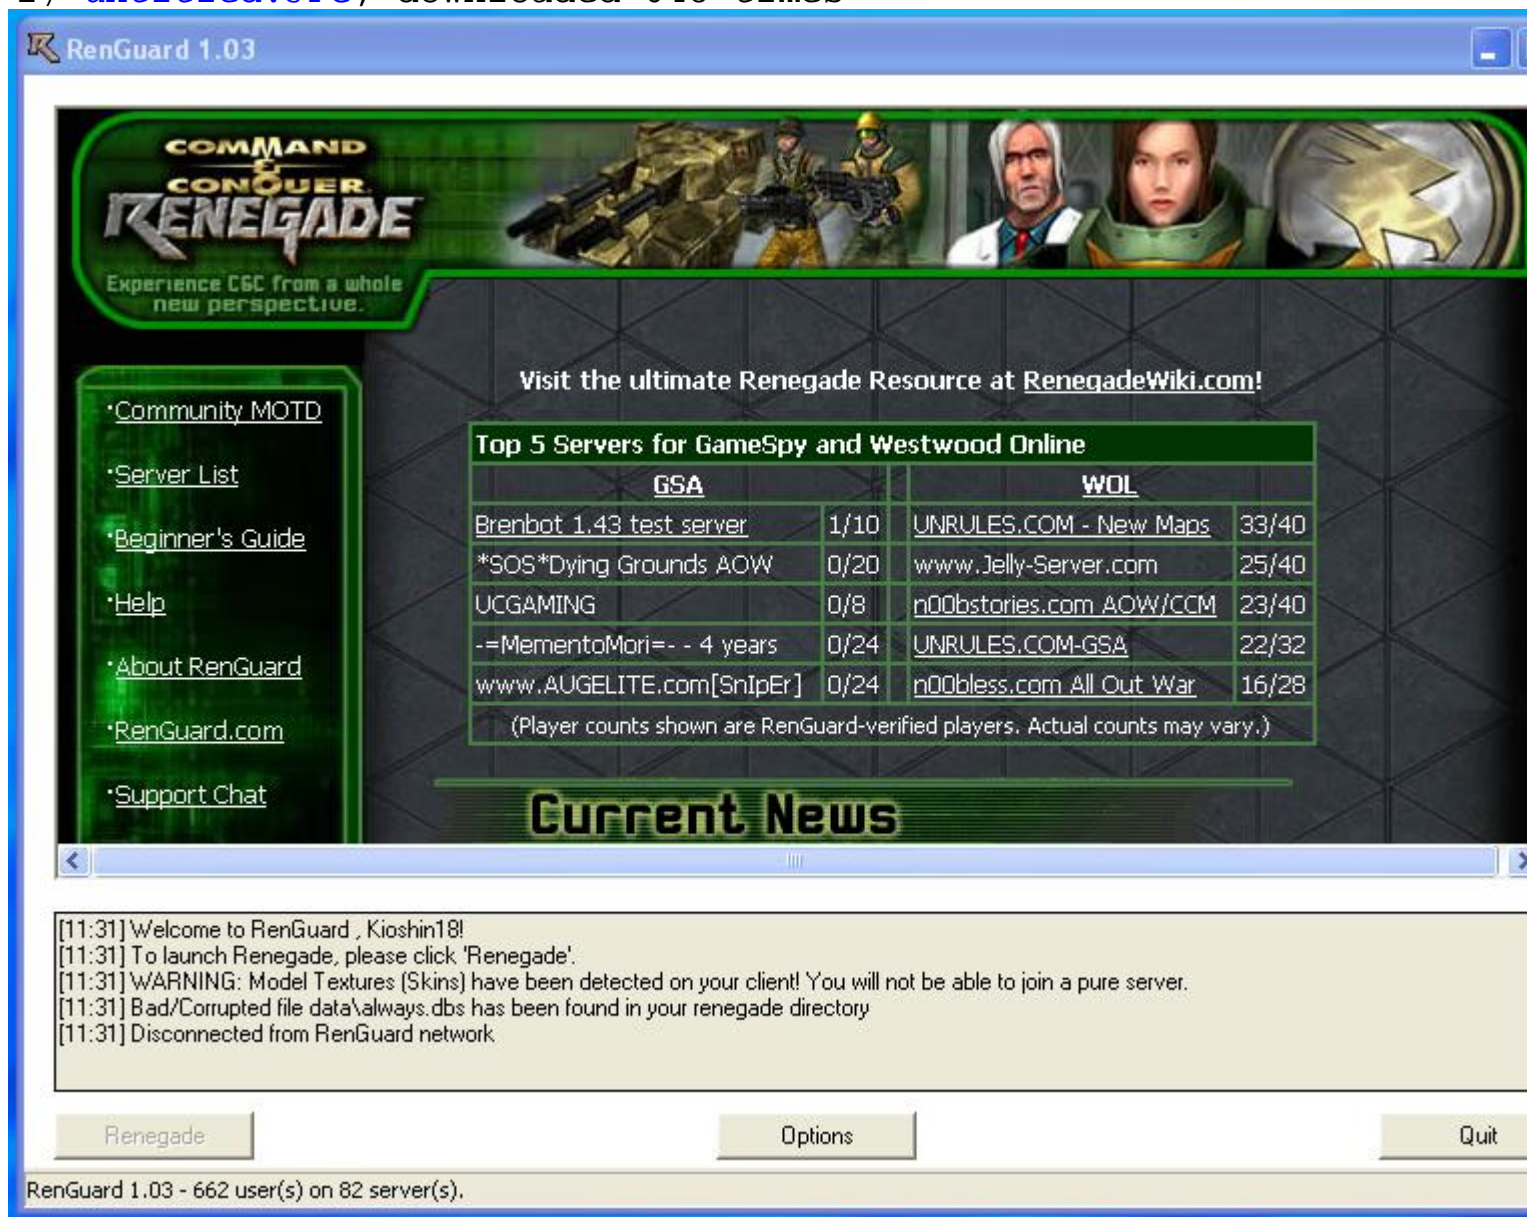 RenGuard 1.03
COMMAND
&
CONQUER
RENEGADE
Experience C&C from a whole
new perspective.
·Community MOTD
·Server List
·Beginner's Guide
·Help
·About RenGuard
·RenGuard.com
·Support Chat
Visit the ultimate Renegade Resource at RenegadeWiki.com!
Top 5 Servers for GameSpy and Westwood Online
GSA WOL
Brenbot 1.43 test server 1/10 UNRULES.COM - New Maps 33/40
*SOS*Dying Grounds AOW 0/20 www.Jelly-Server.com 25/40
UCGAMING 0/8 n00bstories.com AOW/CCM 23/40
-=MementoMori=- - 4 years 0/24 UNRULES.COM-GSA 22/32
www.AUGELITE.com[SnIpEr] 0/24 n00bless.com All Out War 16/28
(Player counts shown are RenGuard-verified players. Actual counts may vary.)
Current News
[11:31] Welcome to RenGuard , Kioshin18!
[11:31] To launch Renegade, please click 'Renegade'.
[11:31] WARNING: Model Textures (Skins) have been detected on your client! You will not be able to join a pure server.
[11:31] Bad/Corrupted file data\always.dbs has been found in your renegade directory
[11:31] Disconnected from RenGuard network
Renegade Options Quit
RenGuard 1.03 - 662 user(s) on 82 server(s).